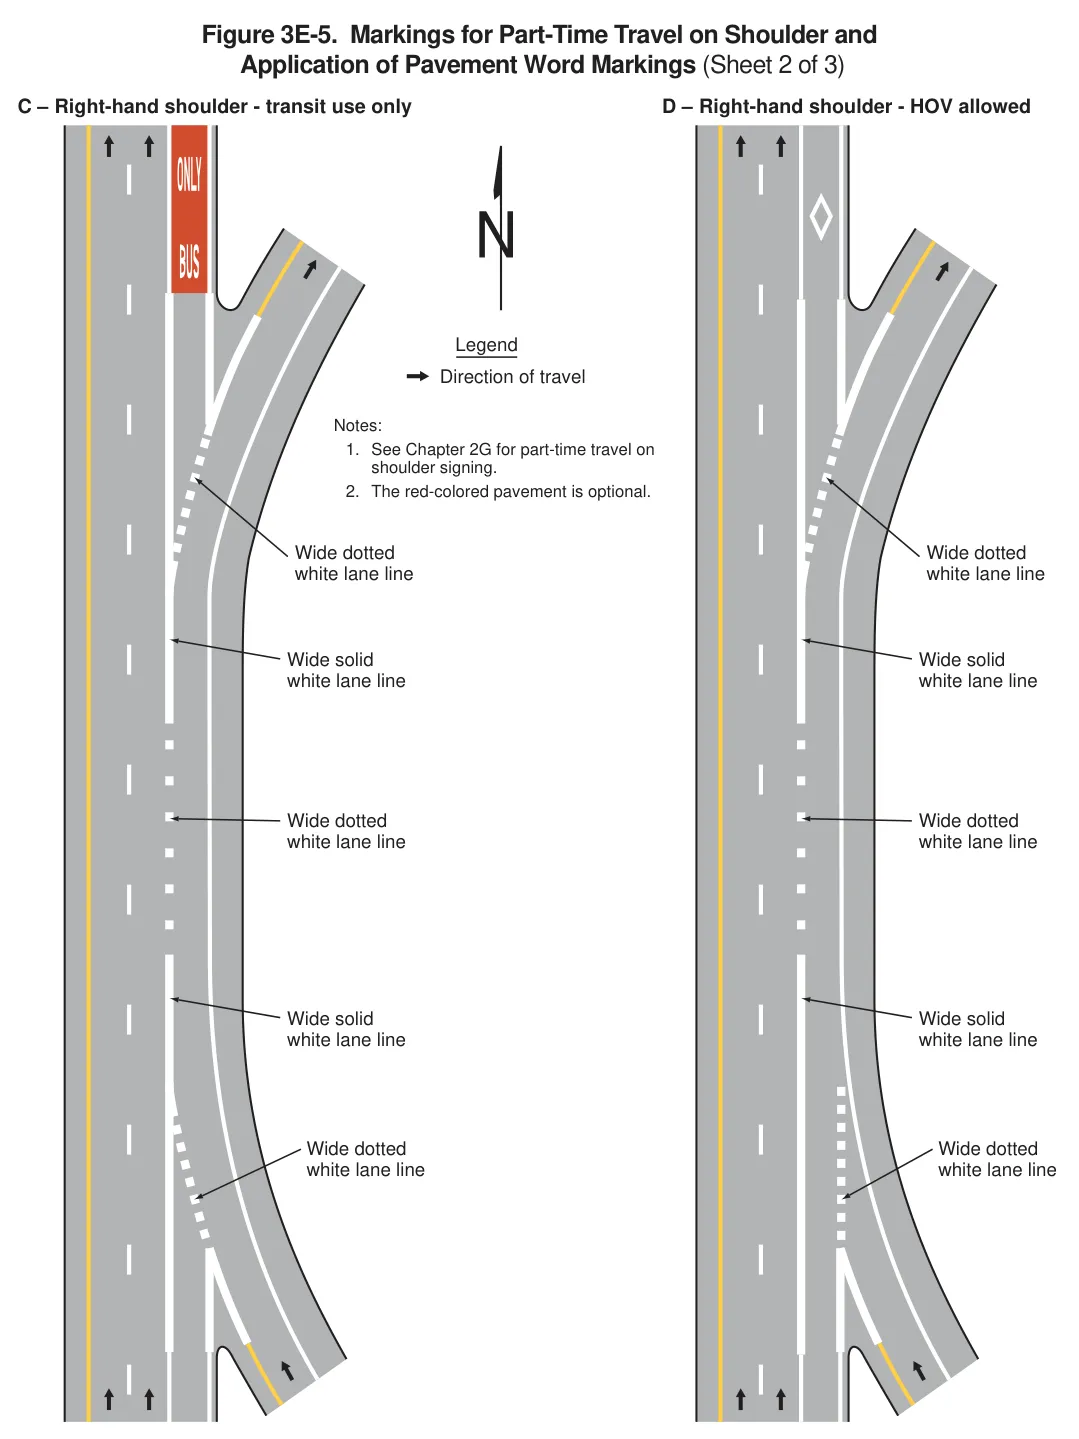 Figure 3E-5. Markings for Part-Time Travel on Shoulder and
Application of Pavement Word Markings (Sheet 2 of 3)
C – Right-hand shoulder - transit use only
D – Right-hand shoulder - HOV allowed
ONLY
BUS
N
Legend
Direction of travel
Notes:
1. See Chapter 2G for part-time travel on
shoulder signing.
2. The red-colored pavement is optional.
Wide dotted
white lane line
Wide solid
white lane line
Wide dotted
white lane line
Wide solid
white lane line
Wide dotted
white lane line
Wide dotted
white lane line
Wide solid
white lane line
Wide dotted
white lane line
Wide solid
white lane line
Wide dotted
white lane line